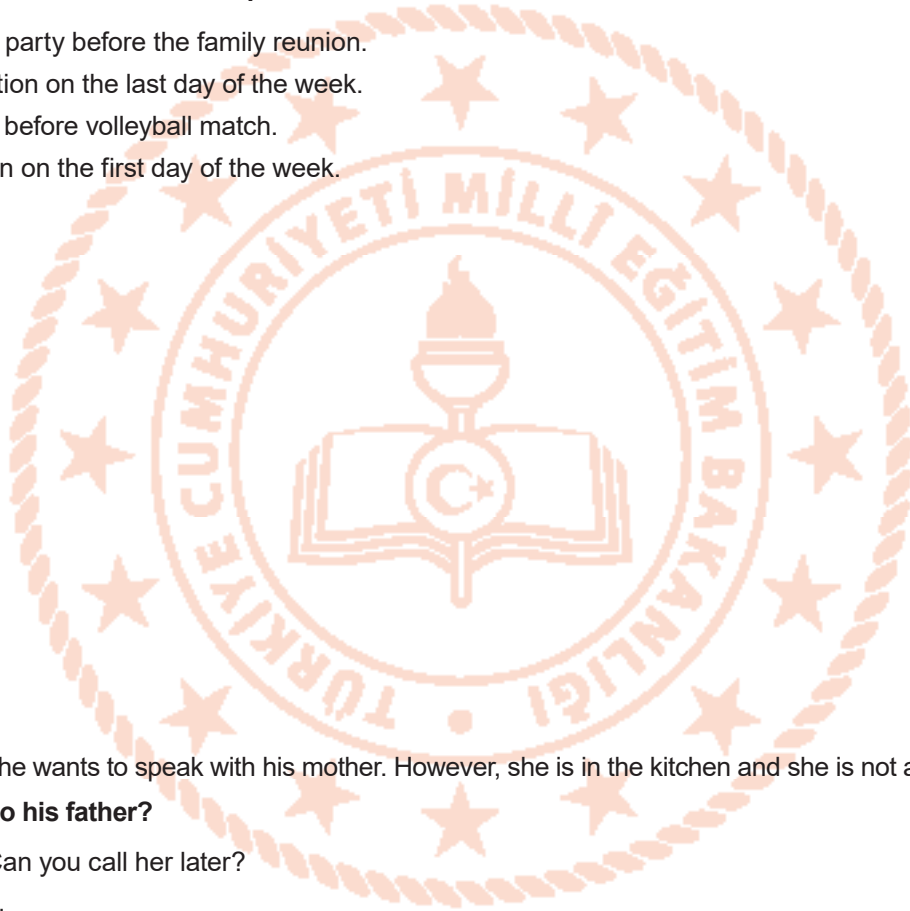 party before the family reunion.
tion on the last day of the week.
before volleyball match.
n on the first day of the week.
TÜRKİYE CUMHURİYETİ MİLLÎ EĞİTİM BAKANLIĞI
he wants to speak with his mother. However, she is in the kitchen and she is not a
o his father?
Can you call her later?
.